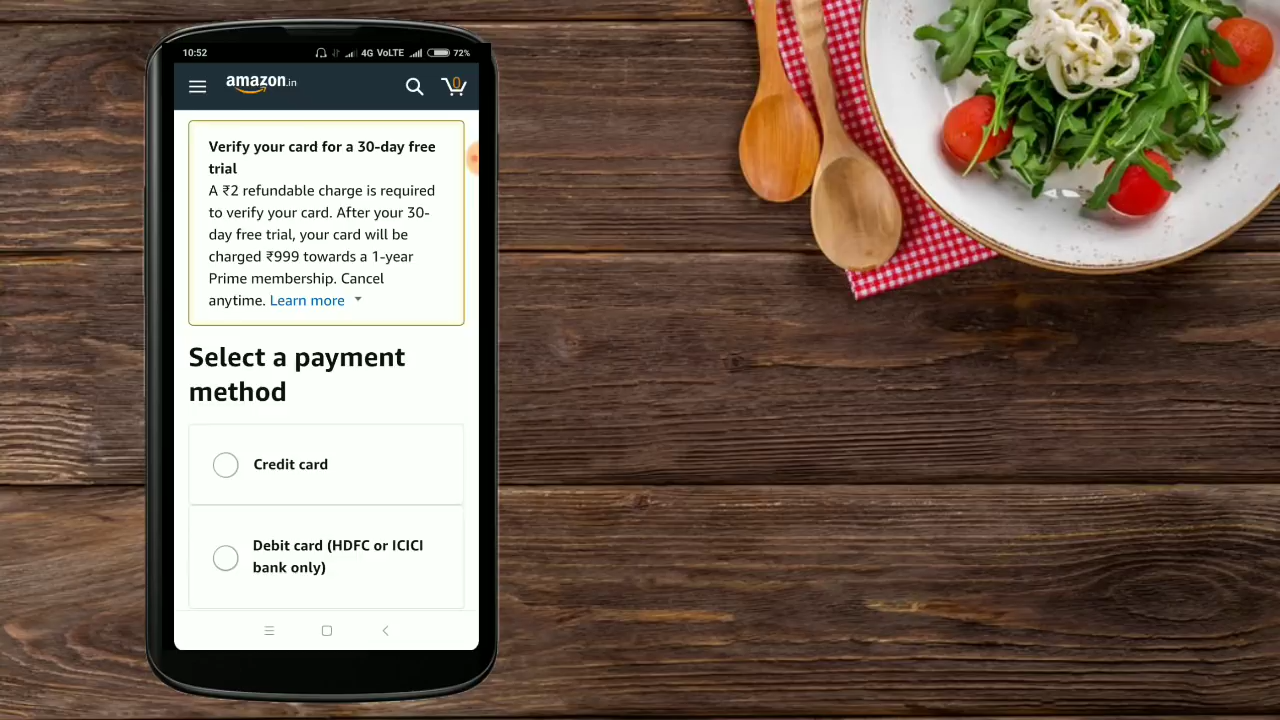 10:52 4G VoLTE 72%
amazon.in 0
Verify your card for a 30-day free
trial
A ₹2 refundable charge is required
to verify your card. After your 30-
day free trial, your card will be
charged ₹999 towards a 1-year
Prime membership. Cancel
anytime. Learn more
Select a payment
method
Credit card
Debit card (HDFC or ICICI
bank only)